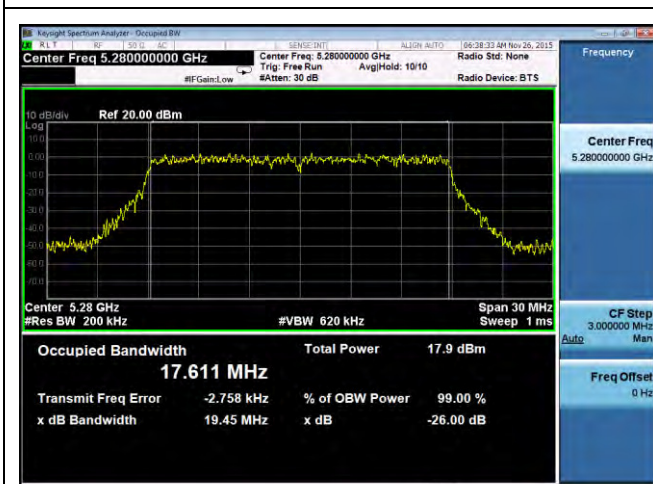 Keysight Spectrum Analyzer - Occupied BW
RLT RF 50 Ω AC SENSE:INT ALIGN AUTO 06:38:33 AM Nov 26, 2015
Center Freq 5.280000000 GHz Center Freq: 5.280000000 GHz Radio Std: None
Trig: Free Run Avg|Hold: 10/10
#IFGain:Low #Atten: 30 dB Radio Device: BTS
10 dB/div Ref 20.00 dBm
Log
10.0
0.00
-10.0
-20.0
-30.0
-40.0
-50.0
-60.0
-70.0
Center 5.28 GHz Span 30 MHz
#Res BW 200 kHz #VBW 620 kHz Sweep 1 ms
Occupied Bandwidth Total Power 17.9 dBm
17.611 MHz
Transmit Freq Error -2.758 kHz % of OBW Power 99.00 %
x dB Bandwidth 19.45 MHz x dB -26.00 dB
Frequency
Center Freq
5.280000000 GHz
CF Step
3.000000 MHz
Auto Man
Freq Offset
0 Hz